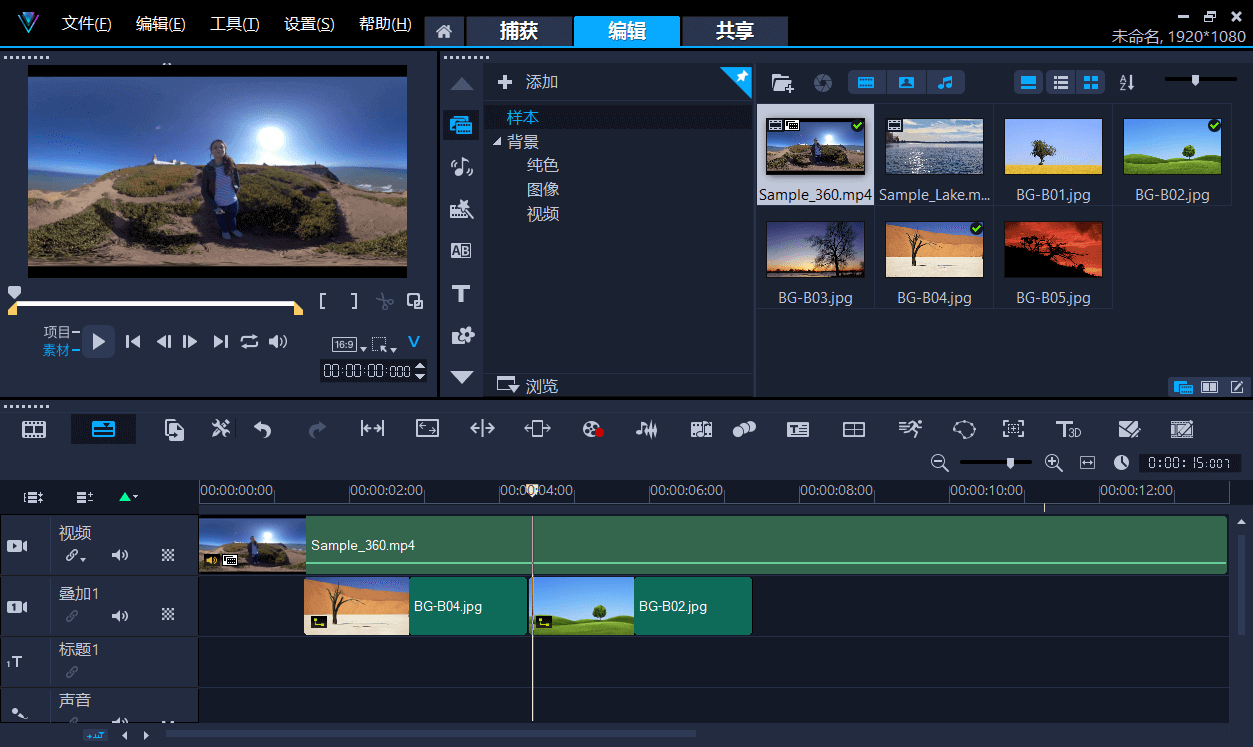 文件(F) 编辑(E) 工具(T) 设置(S) 帮助(H) 捕获 编辑 共享
未命名, 1920*1080
添加
样本
背景
纯色
图像
视频
浏览
Sample_360.mp4 Sample_Lake.m... BG-B01.jpg BG-B02.jpg
BG-B03.jpg BG-B04.jpg BG-B05.jpg
项目
素材
16:9
V
00:00:00:000
AB
T
A
Z
T3D
0:00:15:007
00:00:00:00 00:00:02:00 00:00:04:00 00:00:06:00 00:00:08:00 00:00:10:00 00:00:12:00
视频
Sample_360.mp4
1
叠加1
BG-B04.jpg BG-B02.jpg
1T
标题1
声音